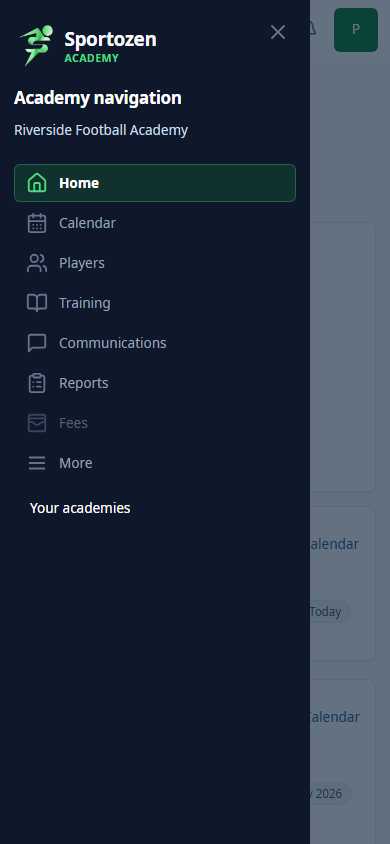 Sportozen
ACADEMY
P
Academy navigation
Riverside Football Academy
Home
Calendar
Players
Training
Communications
Reports
Fees
More
Your academies
alendar
Today
Calendar
2026